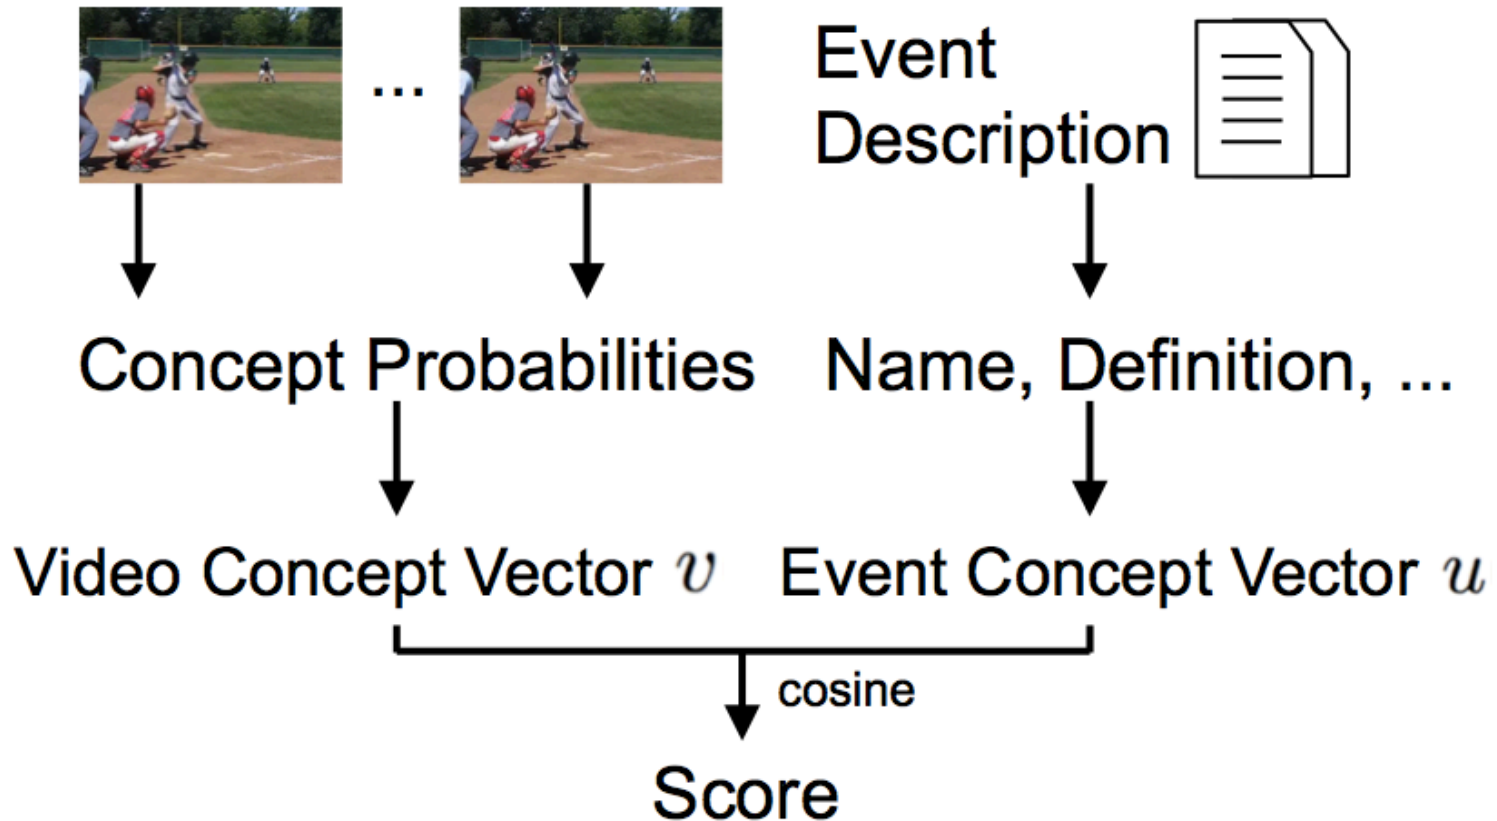 ...
Event
Description
Concept Probabilities
Name, Definition, ...
Video Concept Vector v
Event Concept Vector u
cosine
Score